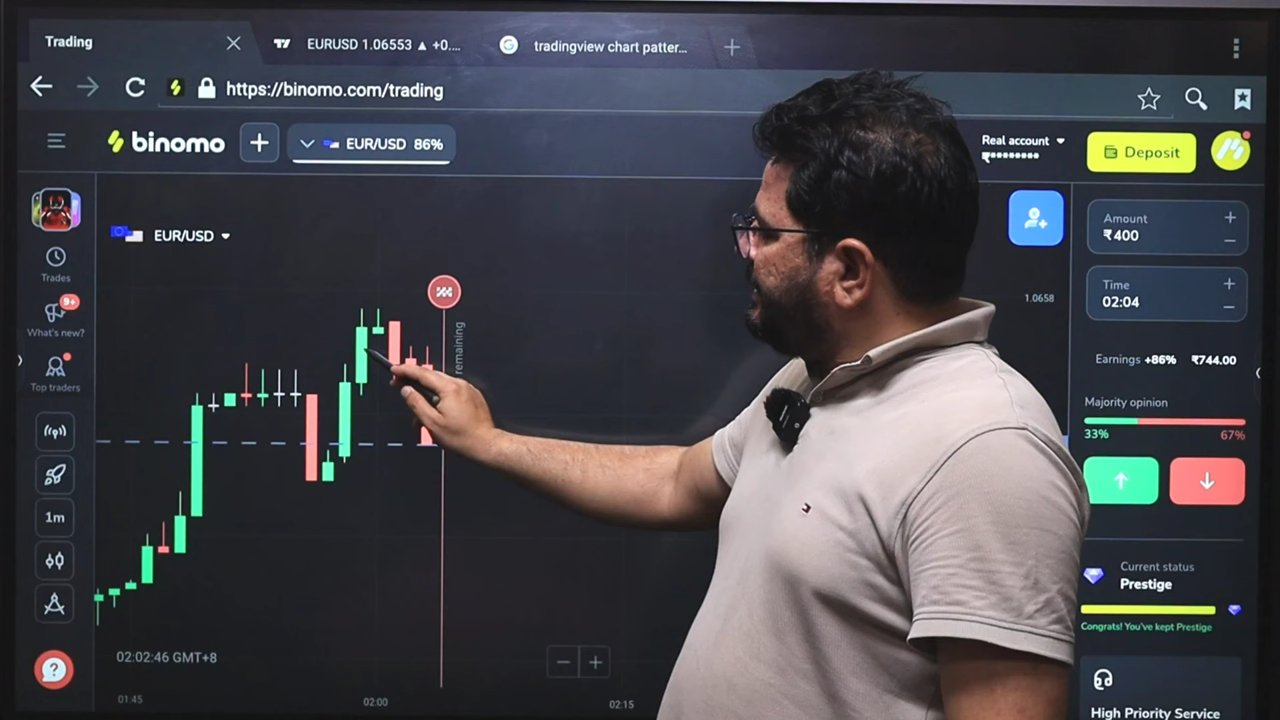 Trading
EURUSD 1.06553 ▲ +0....
tradingview chart patter...
https://binomo.com/trading
binomo
EUR/USD 86%
Real account
₹********
Deposit
EUR/USD
Trades
9+
What's new?
Top traders
1m
remaining
1.0658
Amount
₹400
Time
02:04
Earnings +86% ₹744.00
Majority opinion
33% 67%
Current status
Prestige
Congrats! You've kept Prestige
High Priority Service
02:02:46 GMT+8
01:45 02:00 02:15